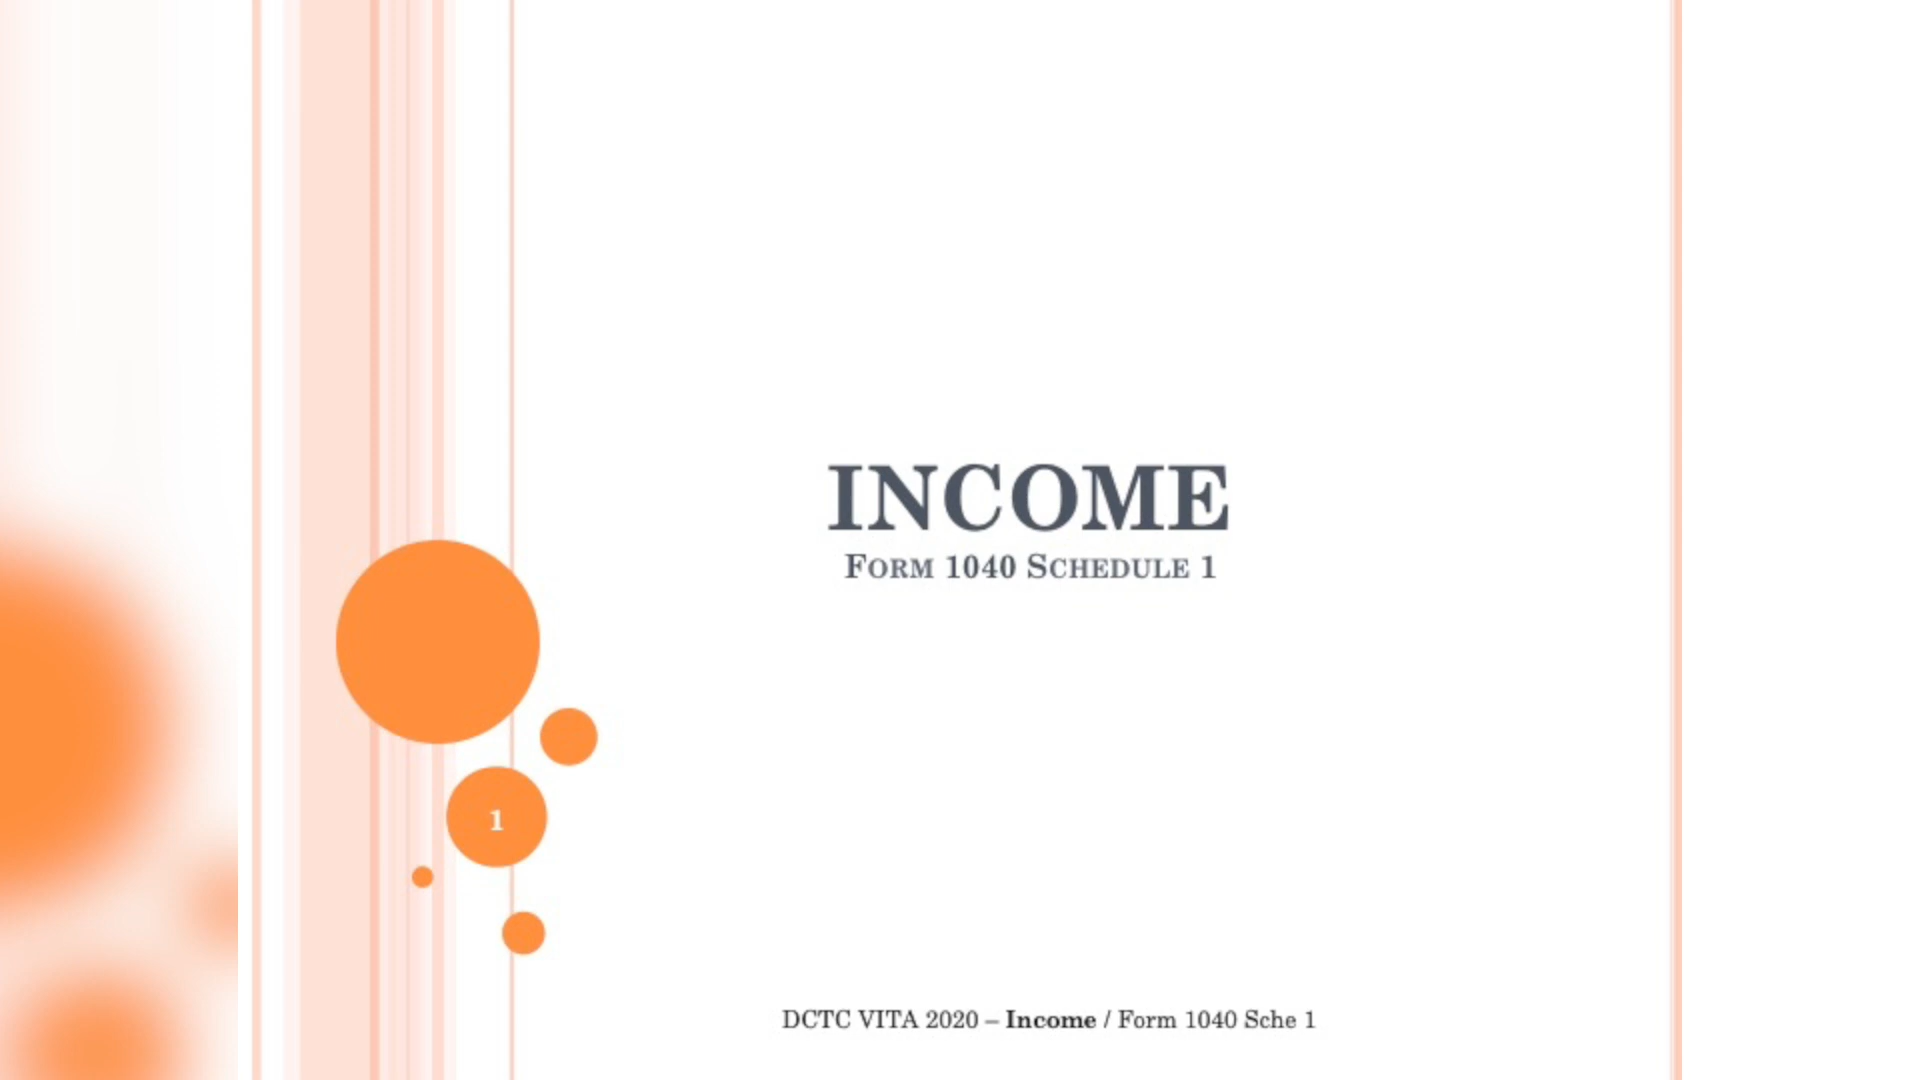 INCOME
FORM 1040 SCHEDULE 1
1
DCTC VITA 2020 – Income / Form 1040 Sche 1